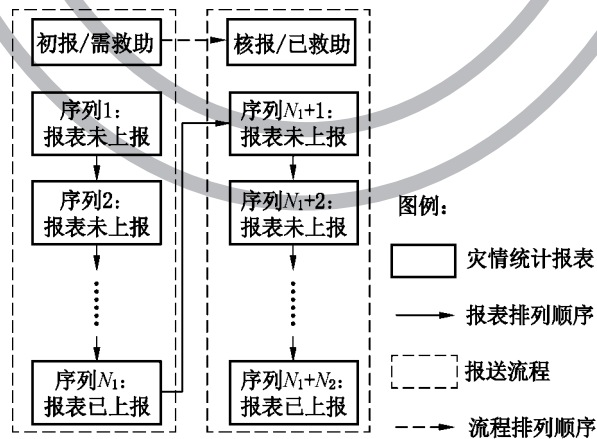 初报/需救助
核报/已救助
序列1:
报表未上报
序列N₁+1:
报表未上报
序列2:
报表未上报
序列N₁+2:
报表未上报
序列N₁:
报表已上报
序列N₁+N₂:
报表已上报
图例:
灾情统计报表
报表排列顺序
报送流程
流程排列顺序